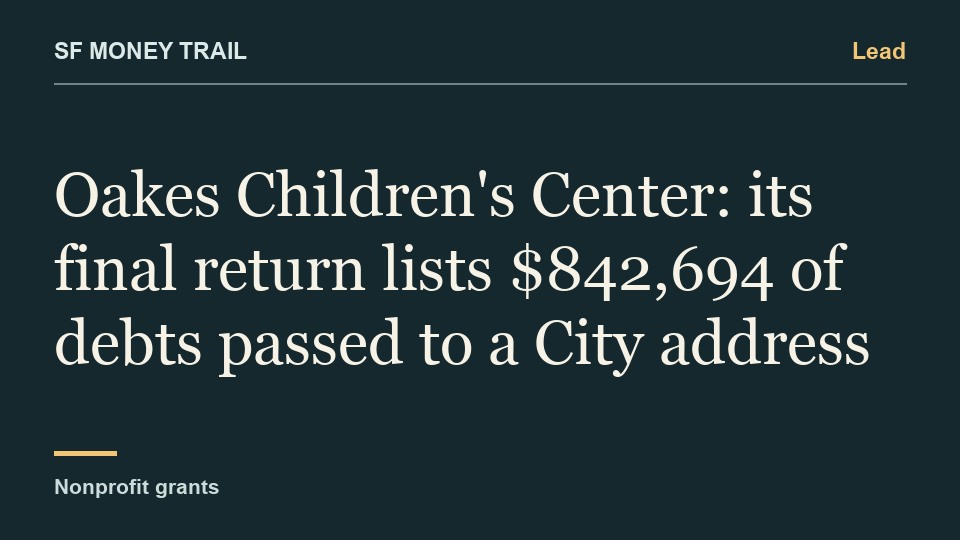 SF MONEY TRAIL
Lead
Oakes Children's Center: its
final return lists $842,694 of
debts passed to a City address
Nonprofit grants